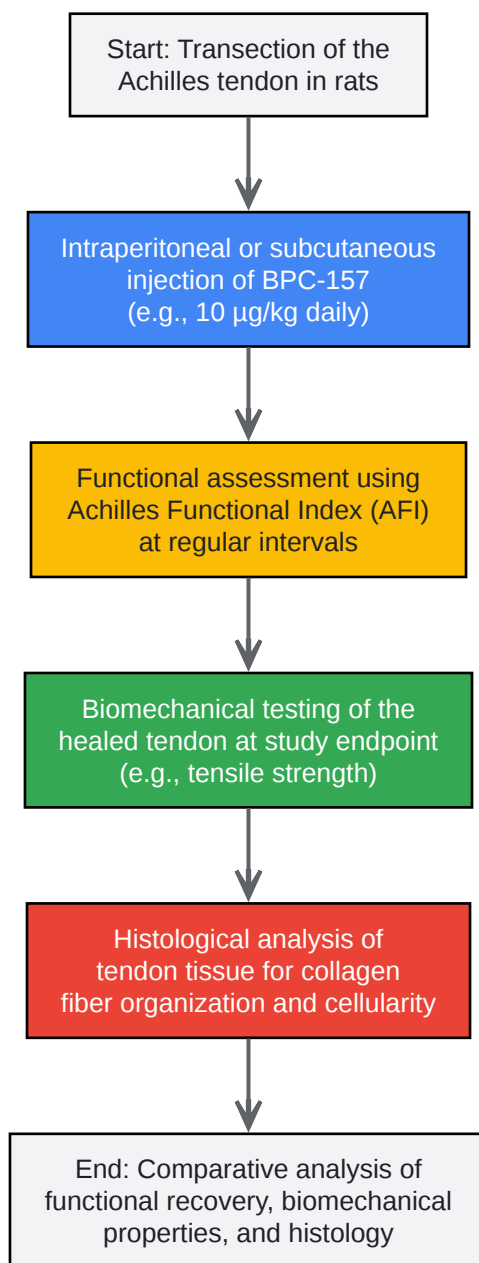 Start: Transection of the
Achilles tendon in rats
Intraperitoneal or subcutaneous
injection of BPC-157
(e.g., 10 µg/kg daily)
Functional assessment using
Achilles Functional Index (AFI)
at regular intervals
Biomechanical testing of the
healed tendon at study endpoint
(e.g., tensile strength)
Histological analysis of
tendon tissue for collagen
fiber organization and cellularity
End: Comparative analysis of
functional recovery, biomechanical
properties, and histology